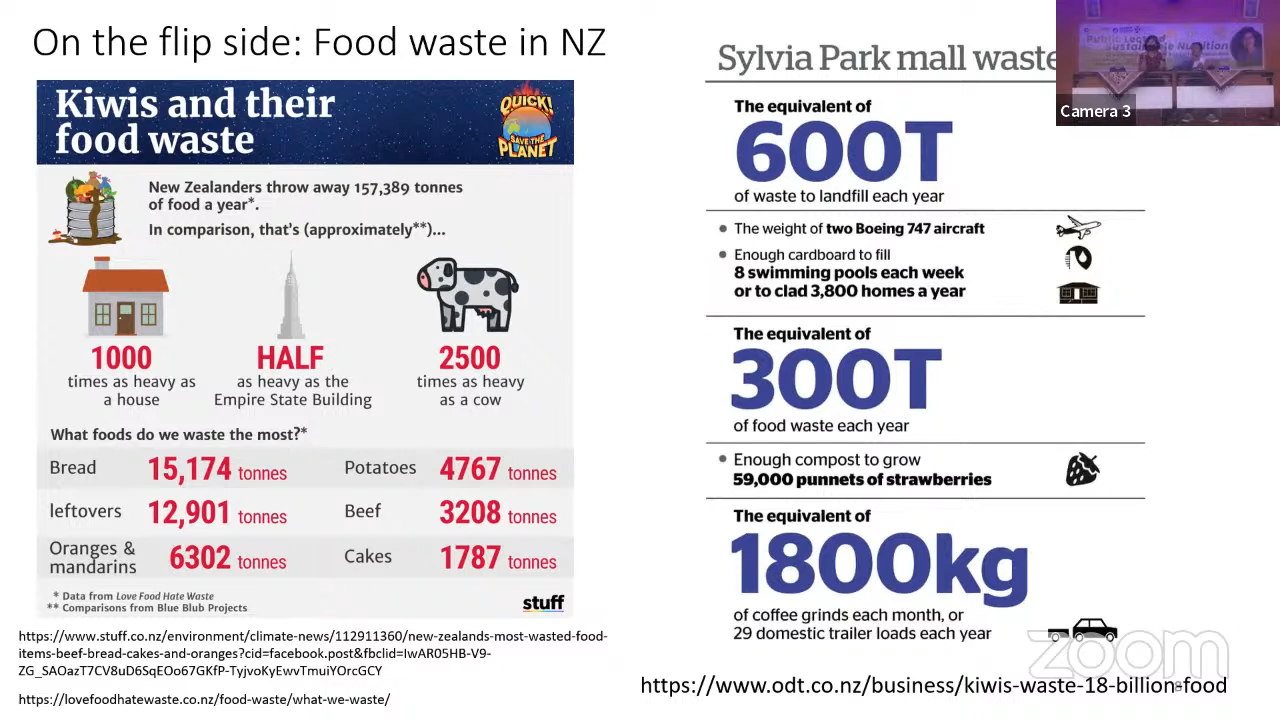 On the flip side: Food waste in NZ
Kiwis and their
food waste
QUICK!
SAVE THE
PLANET
New Zealanders throw away 157,389 tonnes
of food a year*.
In comparison, that's (approximately**)...
1000
times as heavy as
a house
HALF
as heavy as the
Empire State Building
2500
times as heavy
as a cow
What foods do we waste the most?*
Bread 15,174 tonnes
Potatoes 4767 tonnes
leftovers 12,901 tonnes
Beef 3208 tonnes
Oranges &
mandarins 6302 tonnes
Cakes 1787 tonnes
* Data from Love Food Hate Waste
** Comparisons from Blue Blub Projects
stuff
https://www.stuff.co.nz/environment/climate-news/112911360/new-zealands-most-wasted-food-
items-beef-bread-cakes-and-oranges?cid=facebook.post&fbclid=IwAR05HB-V9-
ZG_SAOazT7CV8uD6SqEOo67GKfP-TyjvoKyEwvTmuiYOrcGCY
https://lovefoodhatewaste.co.nz/food-waste/what-we-waste/
Sylvia Park mall waste
The equivalent of
600T
of waste to landfill each year
• The weight of two Boeing 747 aircraft
• Enough cardboard to fill
8 swimming pools each week
or to clad 3,800 homes a year
The equivalent of
300T
of food waste each year
• Enough compost to grow
59,000 punnets of strawberries
The equivalent of
1800kg
of coffee grinds each month, or
29 domestic trailer loads each year
https://www.odt.co.nz/business/kiwis-waste-18-billion-food
8
zoom
Public Lecture
Sustainable Nutrition
Camera 3